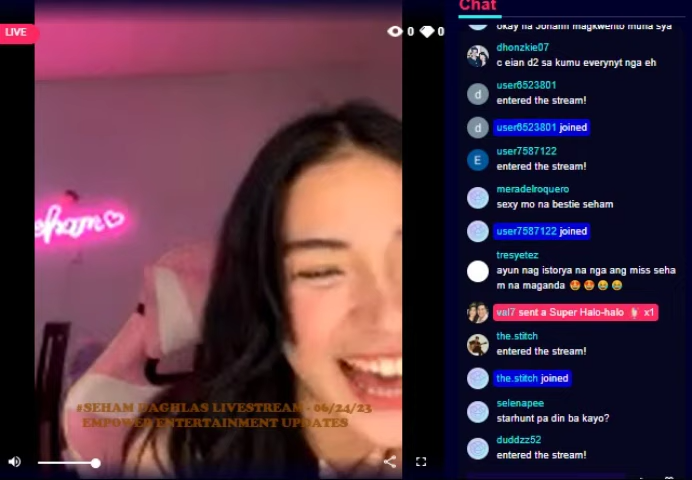 LIVE
0 0
eham
#SEHAM DAGHLAS LIVESTREAM - 06/24/23
EMPOWER ENTERTAINMENT UPDATES
Chat
okay na Johann magkwento muna sya
dhonzkie07
c eian d2 sa kumu everynyt nga eh
d
user6523801
entered the stream!
d
user6523801 joined
E
user7587122
entered the stream!
meradelroquero
sexy mo na bestie seham
user7587122 joined
tresyetez
ayun nag istorya na nga ang miss seha
m na maganda 😍😍😂😂
val7 sent a Super Halo-halo x1
the.stitch
entered the stream!
the.stitch joined
selenapee
starhunt pa din ba kayo?
duddzz52
entered the stream!